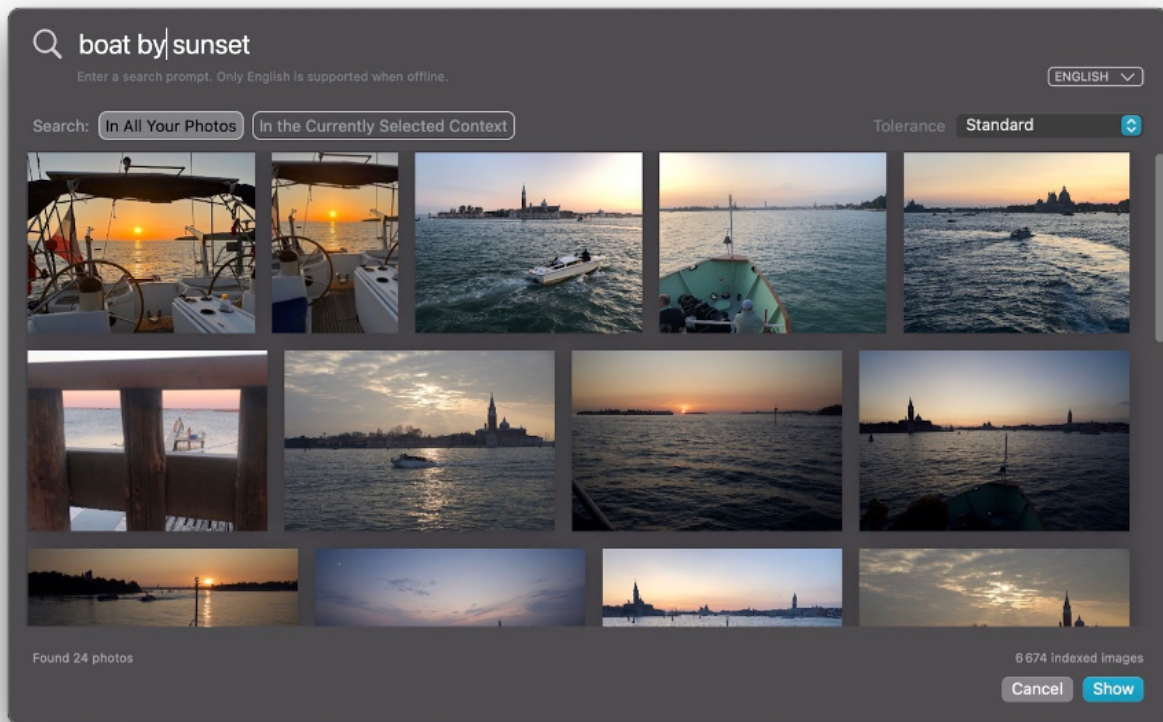 boat by sunset
Enter a search prompt. Only English is supported when offline.
ENGLISH
Search: In All Your Photos In the Currently Selected Context
Tolerance Standard
Found 24 photos
6 674 indexed images
Cancel Show